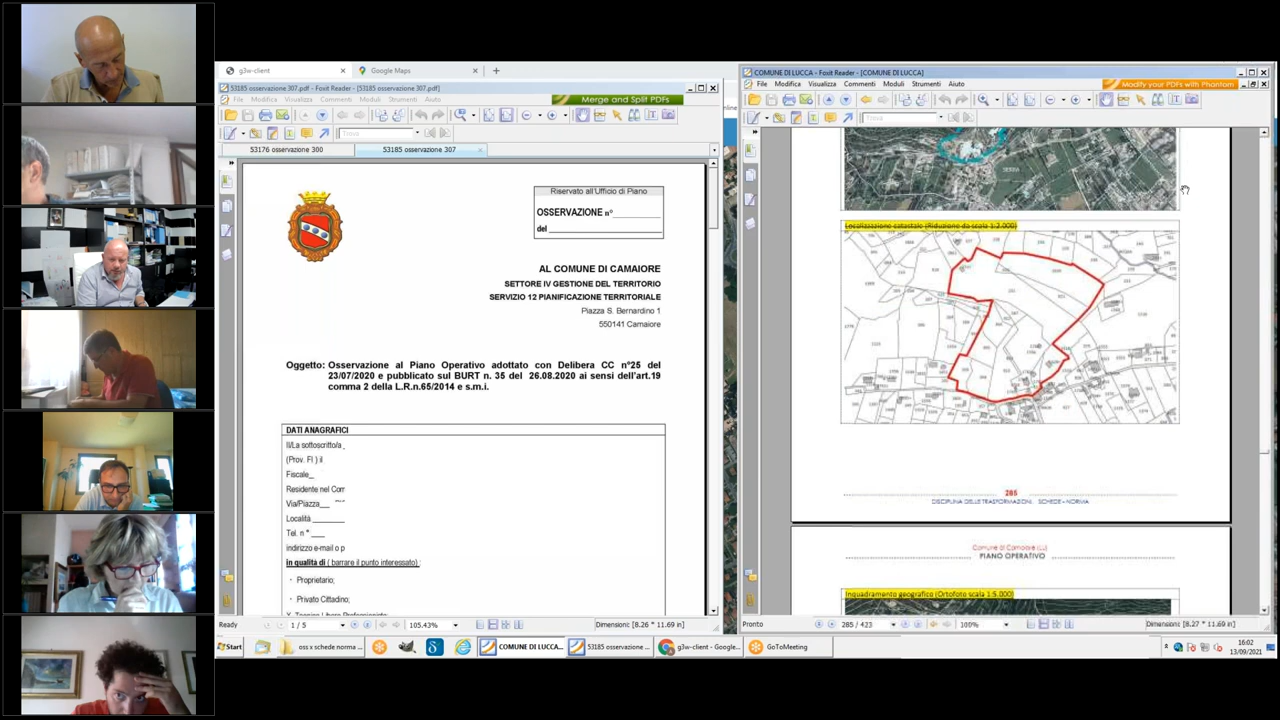 g3w-client
Google Maps
53185 osservazione 307.pdf - Foxit Reader - [53185 osservazione 307.pdf]
File Modifica Visualizza Commenti Moduli Strumenti Aiuto
Merge and Split PDFs
Trova
53176 osservazione 300
53185 osservazione 307
Riservato all'Ufficio di Piano
OSSERVAZIONE n°
del
AL COMUNE DI CAMAIORE
SETTORE IV GESTIONE DEL TERRITORIO
SERVIZIO 12 PIANIFICAZIONE TERRITORIALE
Piazza S. Bernardino 1
550141 Camaiore
Oggetto: Osservazione al Piano Operativo adottato con Delibera CC n°25 del
23/07/2020 e pubblicato sul BURT n. 35 del 26.08.2020 ai sensi dell'art.19
comma 2 della L.R.n.65/2014 e s.m.i.
DATI ANAGRAFICI
Il/La sottoscritto/a
(Prov. FI ) il
Fiscale
Residente nel Com
Via/Piazza
Località
Tel. n °
indirizzo e-mail o p
in qualità di ( barrare il punto interessato) :
· Proprietario;
· Privato Cittadino;
X Tecnico Libero Professionista
Ready
1 / 5
105.43%
Dimensioni: [8.26 * 11.69 in]
COMUNE DI LUCCA - Foxit Reader - [COMUNE DI LUCCA]
File Modifica Visualizza Commenti Moduli Strumenti Aiuto
Modify your PDFs with Phantom
Trova
Localizzazione catastale (Riduzione da scala 1:2.000)
285
DISCIPLINA DELLE TRASFORMAZIONI. SCHEDE - NORMA
Comune di Camaiore (LU)
PIANO OPERATIVO
Inquadramento geografico (Ortofoto scala 1:5.000)
Pronto
285 / 423
100%
Dimensioni: [8.27 * 11.69 in]
Start
oss x schede norma ...
COMUNE DI LUCCA...
53185 osservazione ...
g3w-client - Google...
GoToMeeting
16:02
13/09/2021